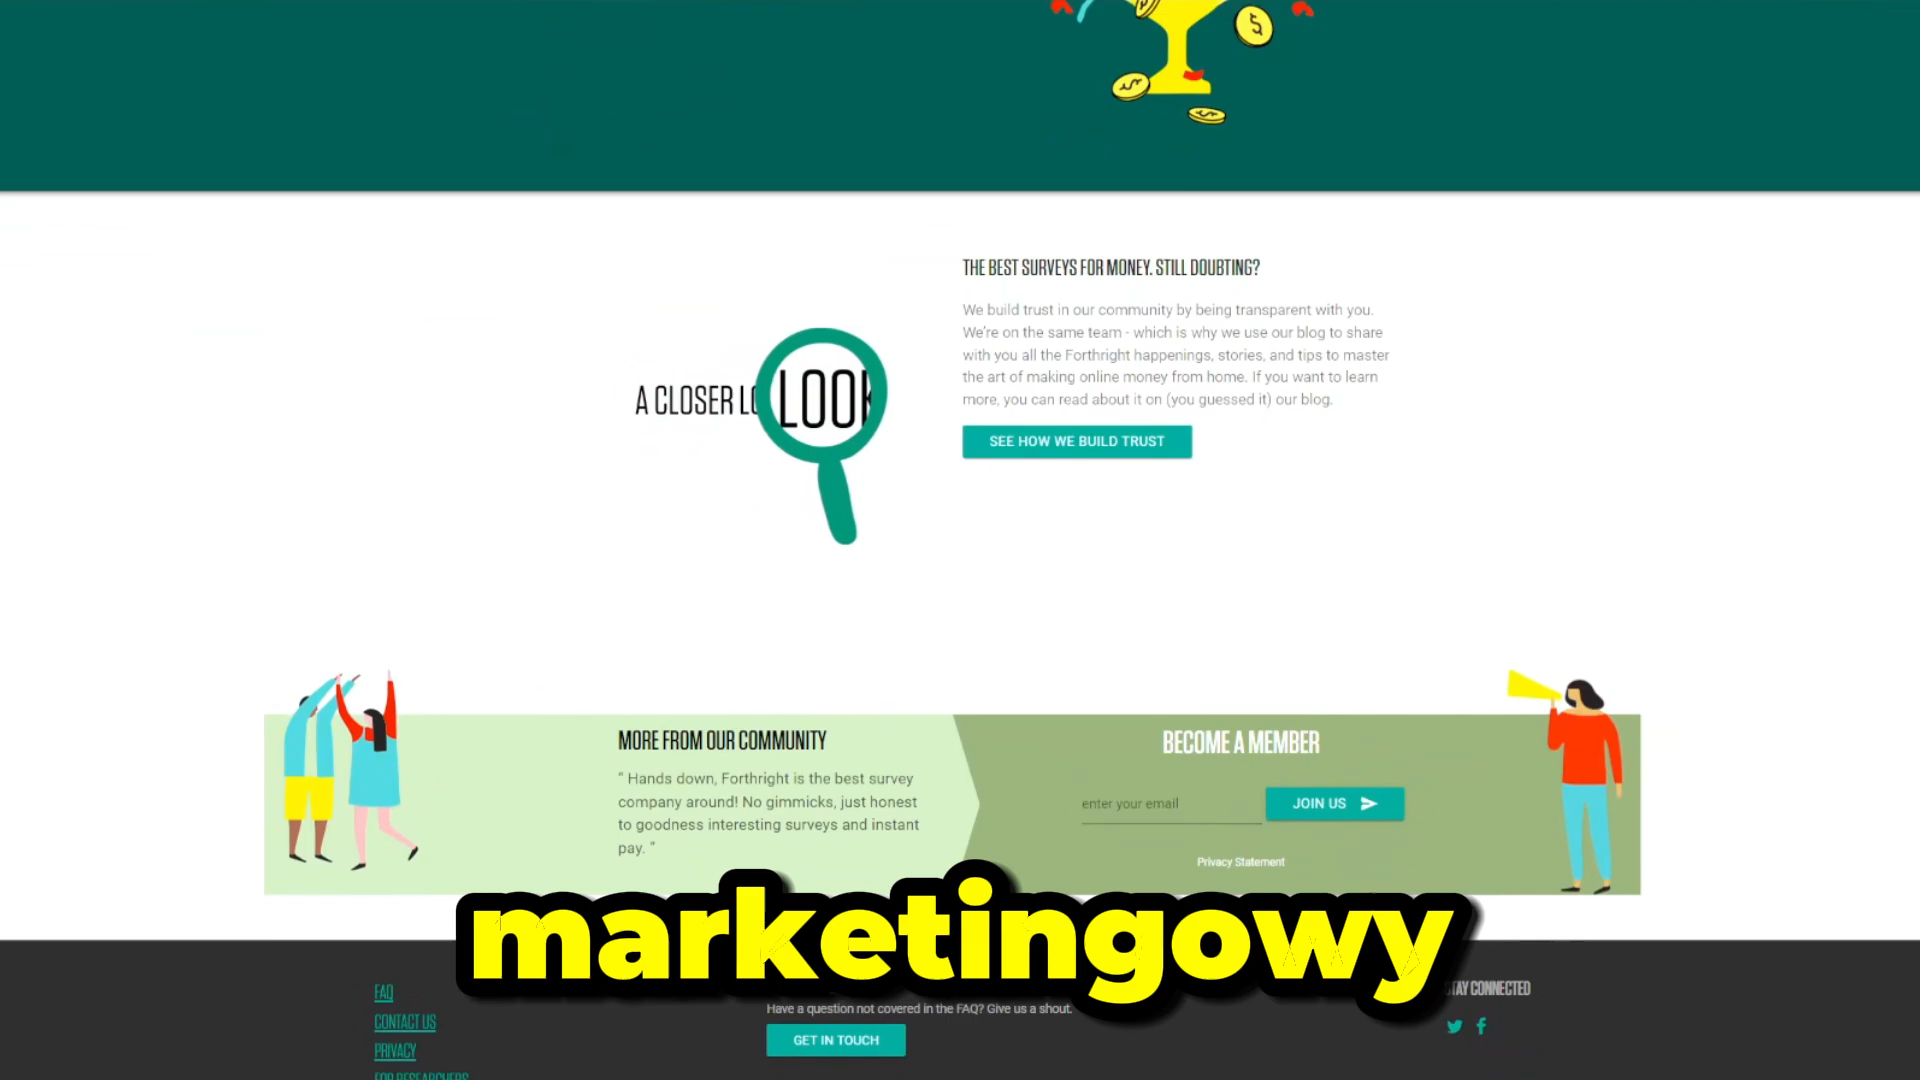 THE BEST SURVEYS FOR MONEY. STILL DOUBTING?
We build trust in our community by being transparent with you.
We're on the same team - which is why we use our blog to share
with you all the Forthright happenings, stories, and tips to master
the art of making online money from home. If you want to learn
more, you can read about it on (you guessed it) our blog.
SEE HOW WE BUILD TRUST
A CLOSER LO
LOOK
MORE FROM OUR COMMUNITY
“ Hands down, Forthright is the best survey
company around! No gimmicks, just honest
to goodness interesting surveys and instant
pay. ”
BECOME A MEMBER
enter your email
JOIN US
Privacy Statement
marketingowy
FAQ
CONTACT US
PRIVACY
FOR RESEARCHERS
Have a question not covered in the FAQ? Give us a shout.
GET IN TOUCH
TAY CONNECTED